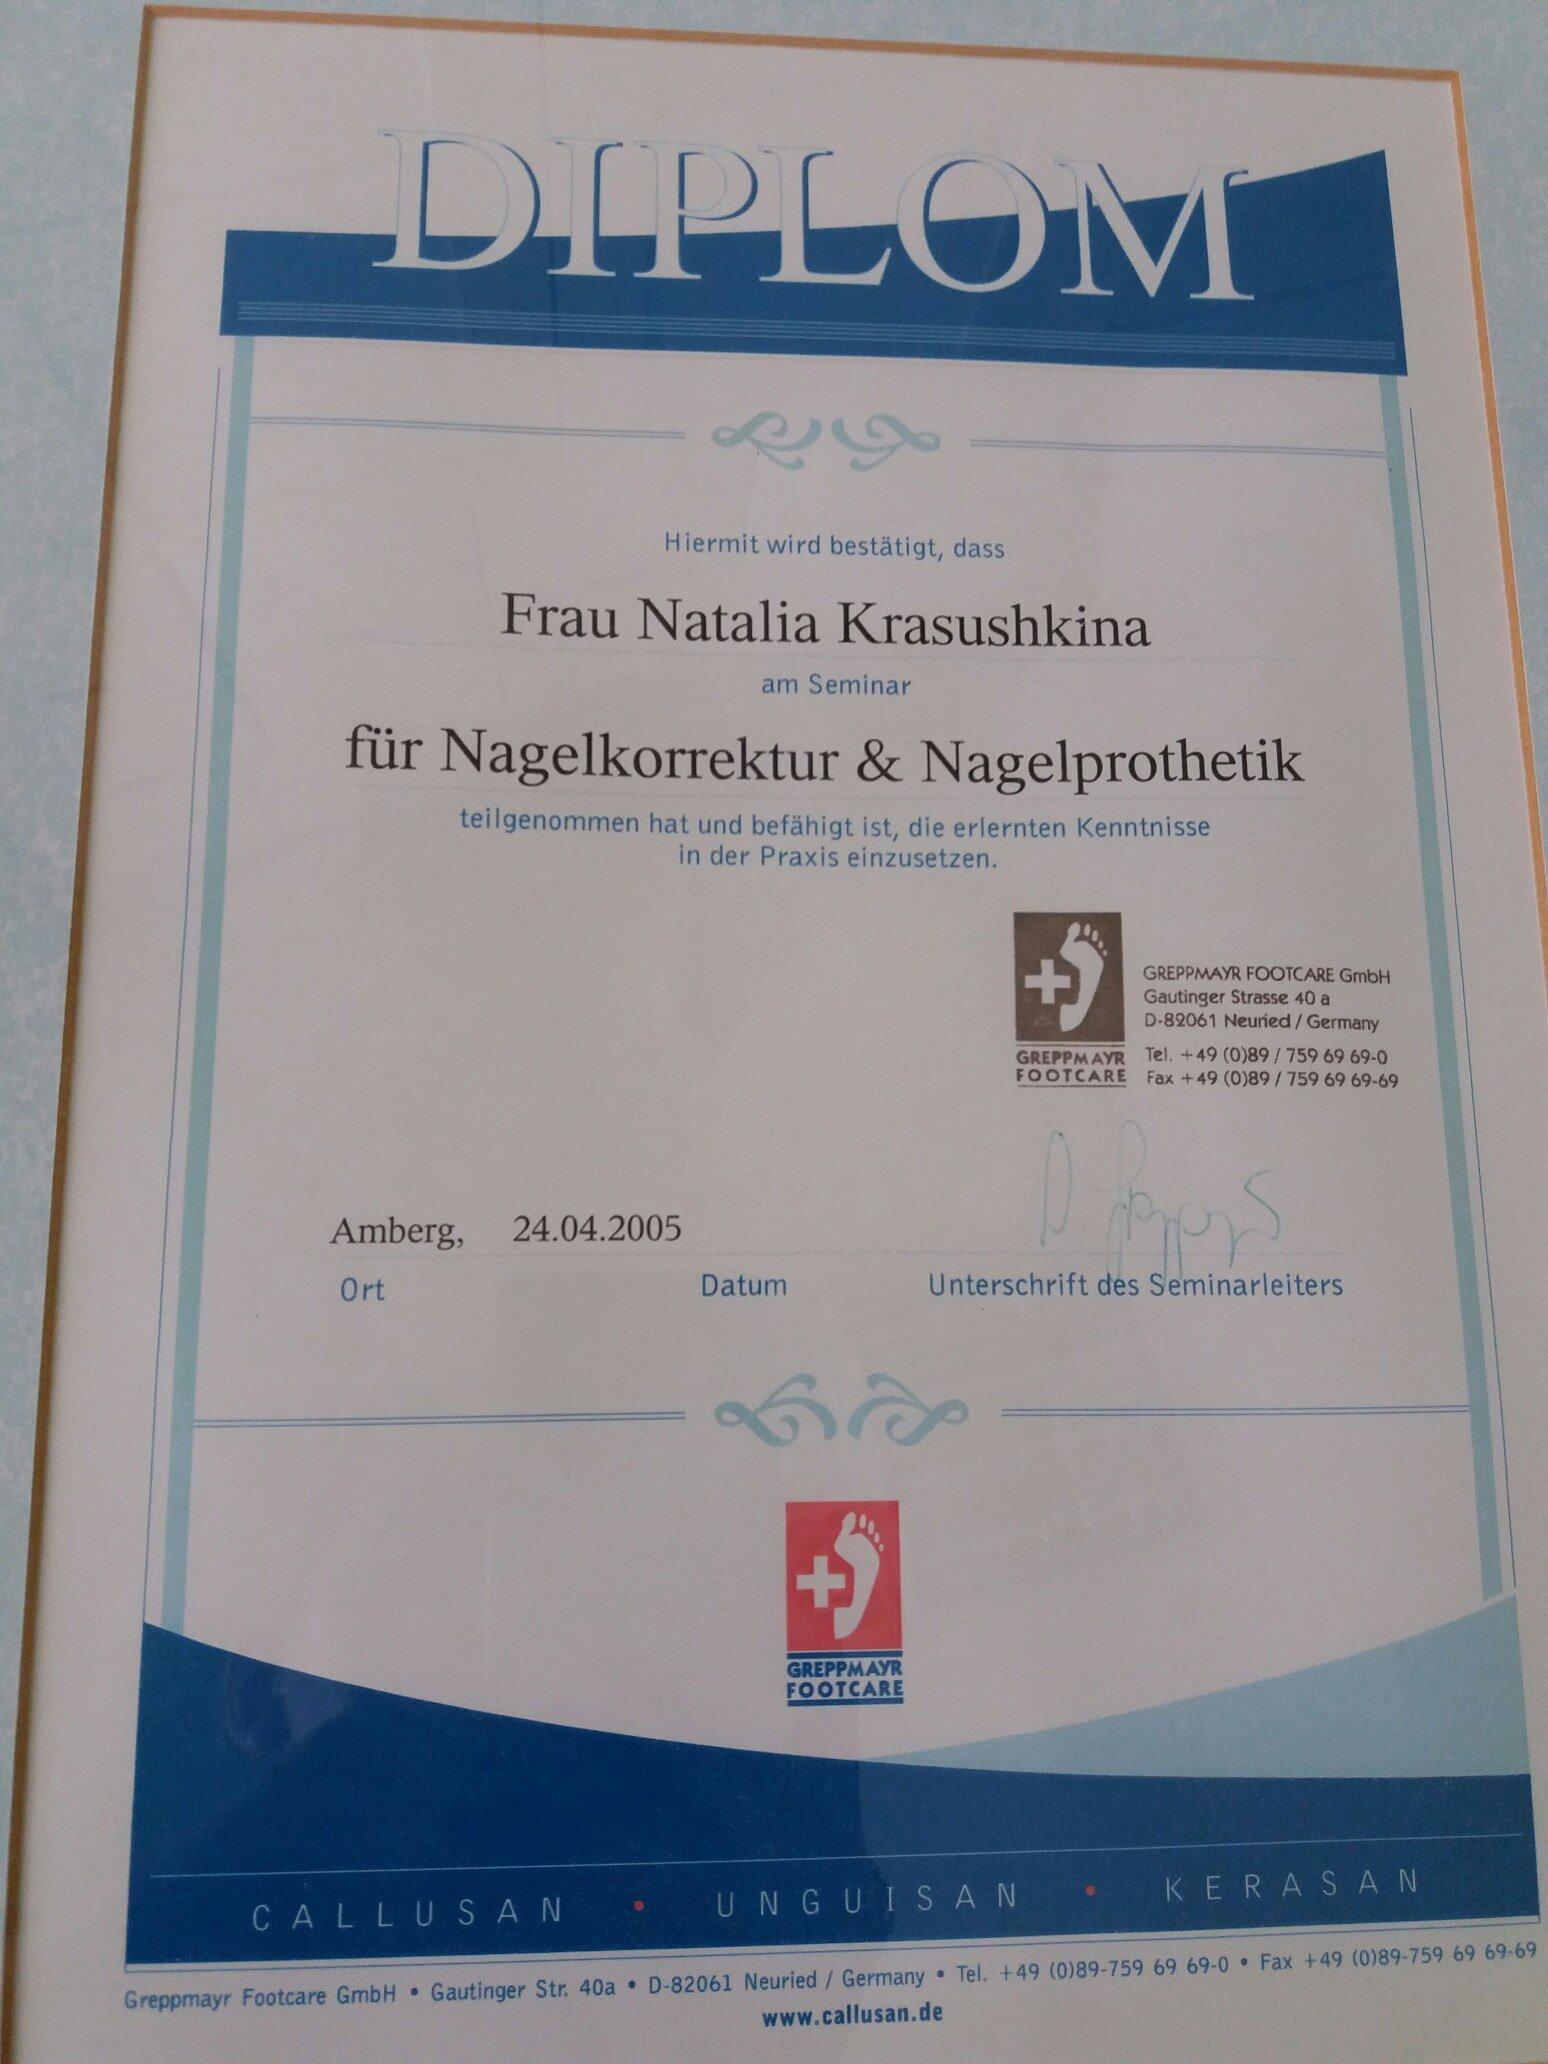 DIPLOM
Hiermit wird bestätigt, dass
Frau Natalia Krasushkina
am Seminar
für Nagelkorrektur & Nagelprothetik
teilgenommen hat und befähigt ist, die erlernten Kenntnisse
in der Praxis einzusetzen.
GREPPMAYR
FOOTCARE
GREPPMAYR FOOTCARE GmbH
Gautinger Strasse 40 a
D-82061 Neuried / Germany
Tel. +49 (0)89 / 759 69 69-0
Fax +49 (0)89 / 759 69 69-69
Amberg, 24.04.2005
Ort Datum Unterschrift des Seminarleiters
GREPPMAYR
FOOTCARE
CALLUSAN • UNGUISAN • KERASAN
Greppmayr Footcare GmbH • Gautinger Str. 40a • D-82061 Neuried / Germany • Tel. +49 (0)89-759 69 69-0 • Fax +49 (0)89-759 69 69-69
www.callusan.de